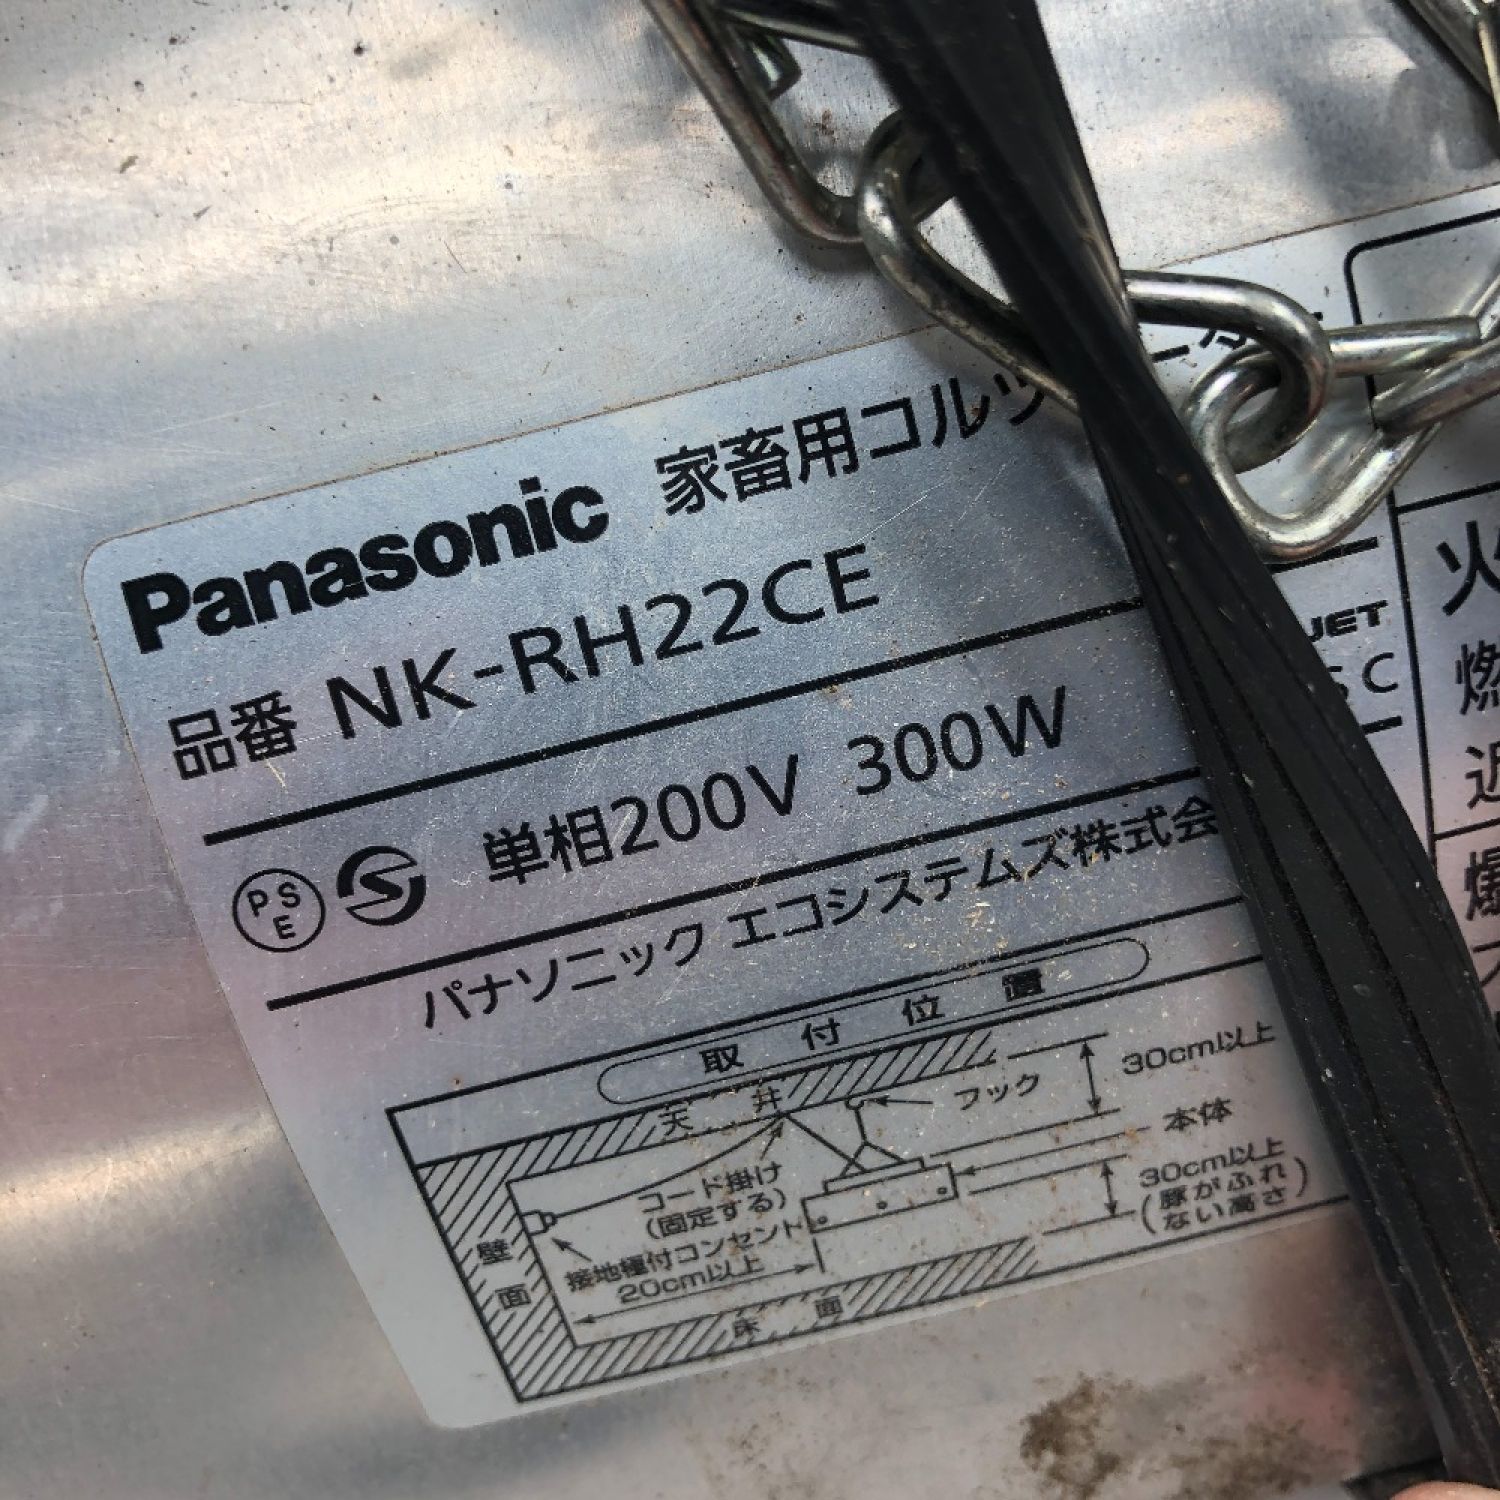 Panasonic 家畜用コルツ
品番 NK-RH22CE
JET
PS
E
単相200V 300W
パナソニック エコシステムズ株式会
取付位置
天井
フック
30cm以上
本体
コード掛け
(固定する)
接地極付コンセント
20cm以上
30cm以上
(豚がふれ
ない高さ)
壁面
床面
火
燃
近
爆